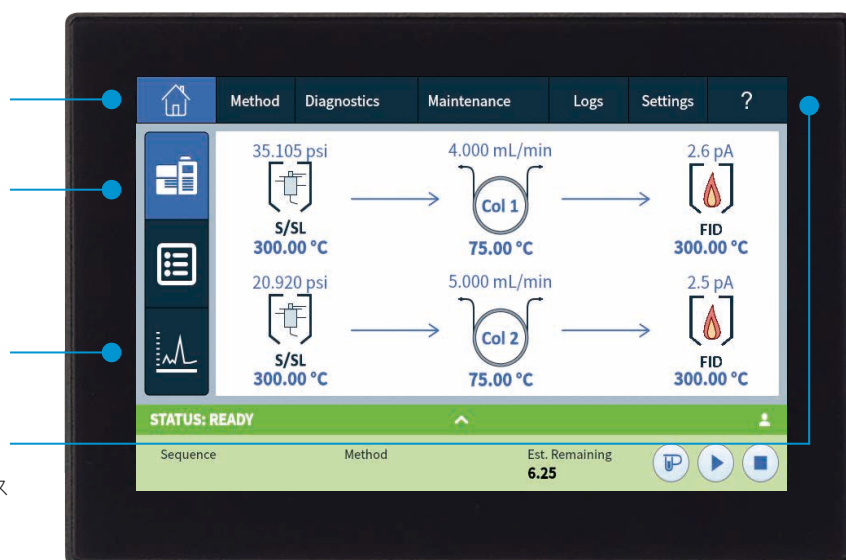 Method Diagnostics Maintenance Logs Settings ?
35.105 psi 4.000 mL/min 2.6 pA
Col 1
S/SL FID
300.00 °C 75.00 °C 300.00 °C
20.920 psi 5.000 mL/min 2.5 pA
Col 2
S/SL FID
300.00 °C 75.00 °C 300.00 °C
STATUS: READY
Sequence Method Est. Remaining
6.25
ス